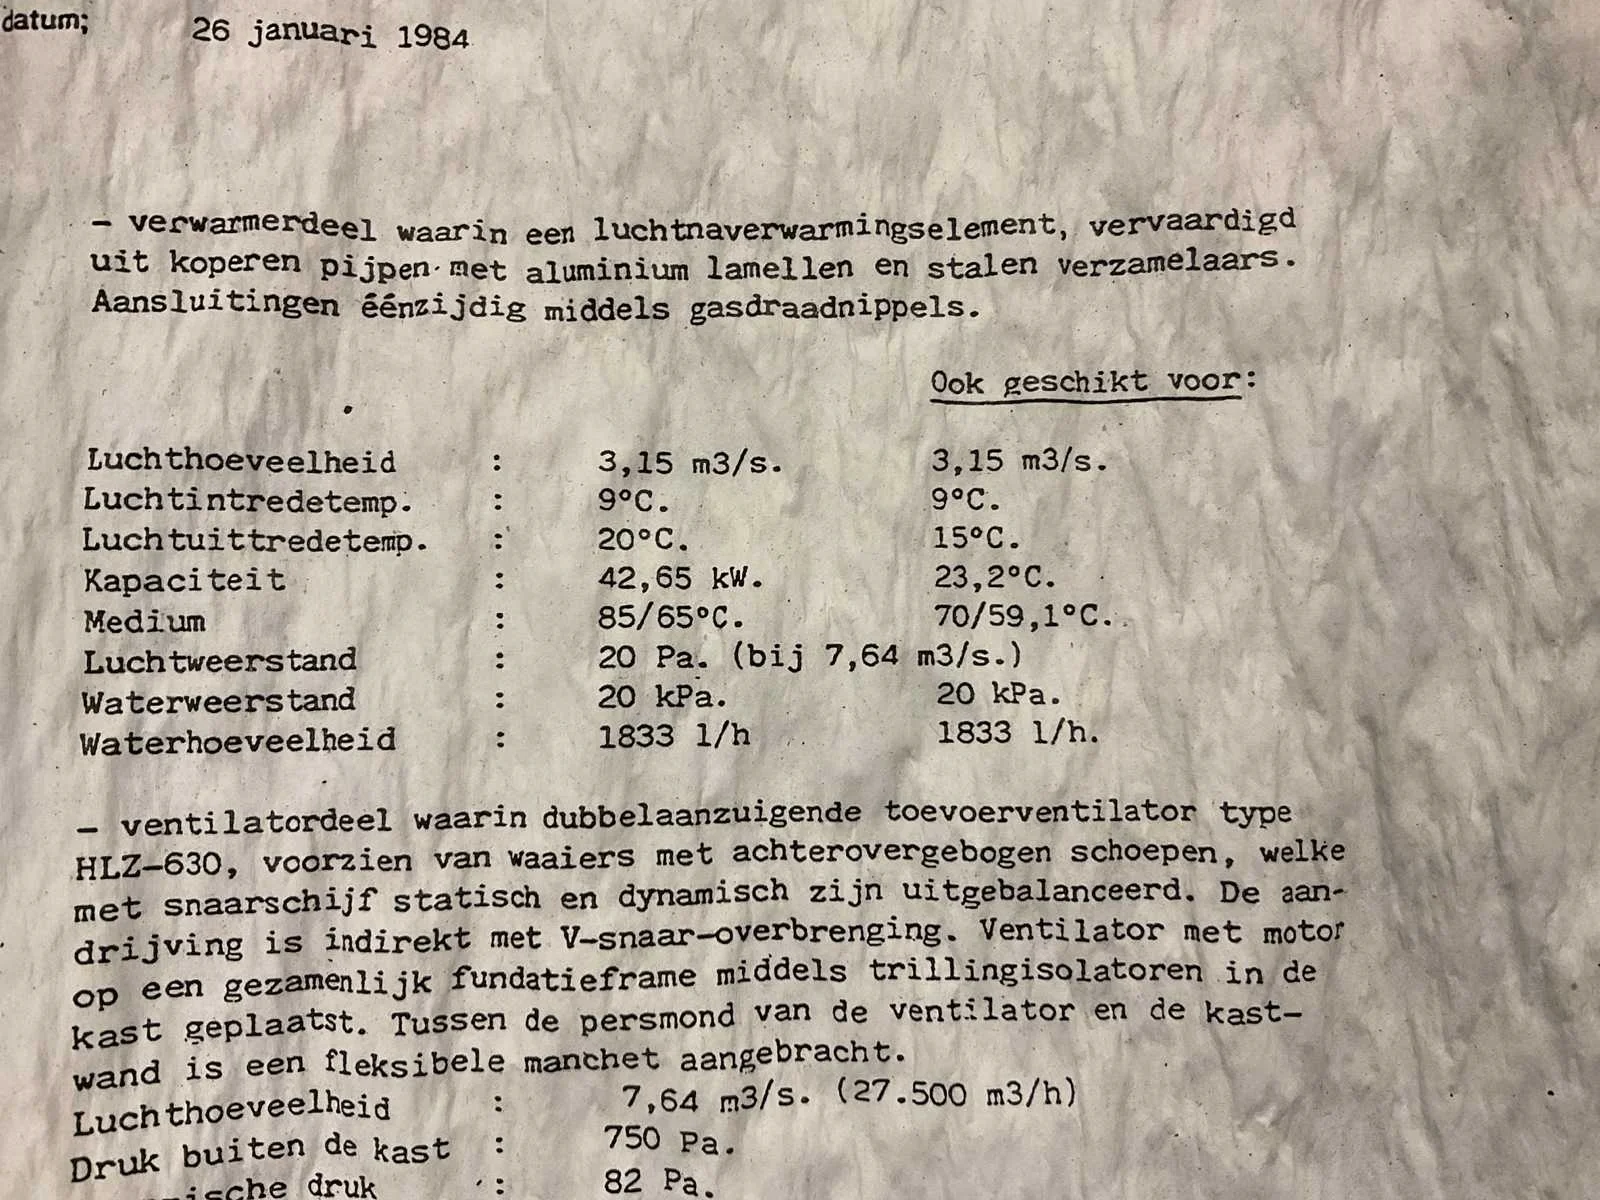 datum; 26 januari 1984
– verwarmerdeel waarin een luchtnaverwarmingselement, vervaardigd
uit koperen pijpen met aluminium lamellen en stalen verzamelaars.
Aansluitingen éénzijdig middels gasdraadnippels.
Ook geschikt voor:
Luchthoeveelheid : 3,15 m3/s. 3,15 m3/s.
Luchtintredetemp. : 9°C. 9°C.
Luchtuittredetemp. : 20°C. 15°C.
Kapaciteit : 42,65 kW. 23,2°C.
Medium : 85/65°C. 70/59,1°C.
Luchtweerstand : 20 Pa. (bij 7,64 m3/s.)
Waterweerstand : 20 kPa. 20 kPa.
Waterhoeveelheid : 1833 l/h 1833 l/h.
– ventilatordeel waarin dubbelaanzuigende toevoerventilator type
HLZ–630, voorzien van waaiers met achterovergebogen schoepen, welke
met snaarschijf statisch en dynamisch zijn uitgebalanceerd. De aan-
drijving is indirekt met V–snaar–overbrenging. Ventilator met motor
op een gezamenlijk fundatieframe middels trillingisolatoren in de
kast geplaatst. Tussen de persmond van de ventilator en de kast–
wand is een fleksibele manchet aangebracht.
Luchthoeveelheid : 7,64 m3/s. (27.500 m3/h)
Druk buiten de kast : 750 Pa.
druk : 82 Pa.